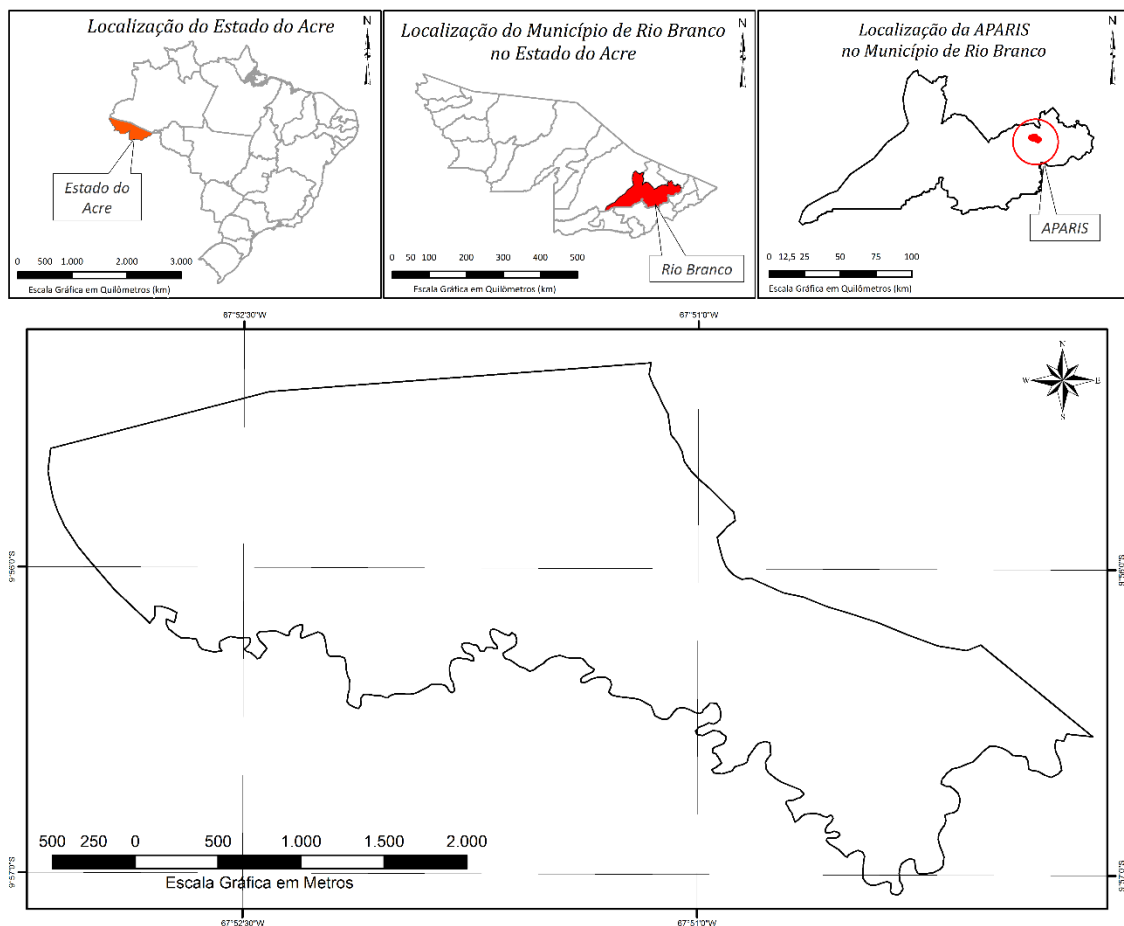 Localização do Estado do Acre
N
Estado do
Acre
0 500 1.000 2.000 3.000
Escala Gráfica em Quilômetros (km)
Localização do Município de Rio Branco
no Estado do Acre
N
Rio Branco
0 50 100 200 300 400 500
Escala Gráfica em Quilômetros (km)
Localização da APARIS
no Município de Rio Branco
N
APARIS
0 12,5 25 50 75 100
Escala Gráfica em Quilômetros (km)
67°52'30"W 67°51'0"W
N
W E
S
9°56'0"S 9°56'0"S
500 250 0 500 1.000 1.500 2.000
Escala Gráfica em Metros
9°57'0"S 9°57'0"S
67°52'30"W 67°51'0"W